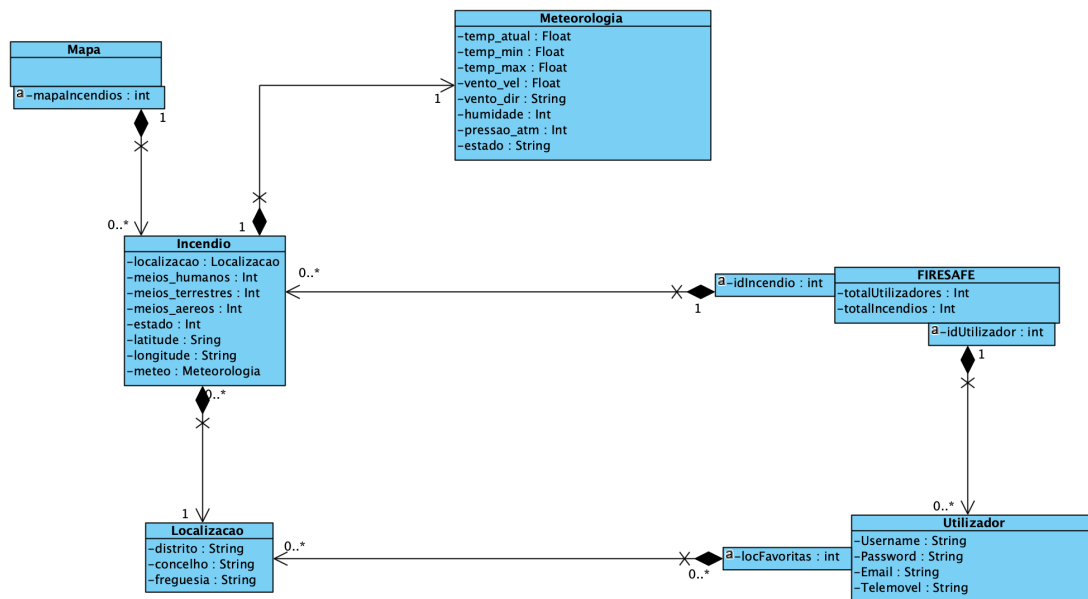 Mapa
a -mapaIncendios : int
1
0..*
Meteorologia
-temp_atual : Float
-temp_min : Float
-temp_max : Float
-vento_vel : Float
-vento_dir : String
-humidade : Int
-pressao_atm : Int
-estado : String
1
1
Incendio
-localizacao : Localizacao
-meios_humanos : Int
-meios_terrestres : Int
-meios_aereos : Int
-estado : Int
-latitude : Sring
-longitude : String
-meteo : Meteorologia
0..*
0..*
1
a -idIncendio : int
FIRESAFE
-totalUtilizadores : Int
-totalIncendios : Int
a -idUtilizador : int
1
0..*
1
Localizacao
-distrito : String
-concelho : String
-freguesia : String
0..*
0..*
a -locFavoritas : int
Utilizador
-Username : String
-Password : String
-Email : String
-Telemovel : String